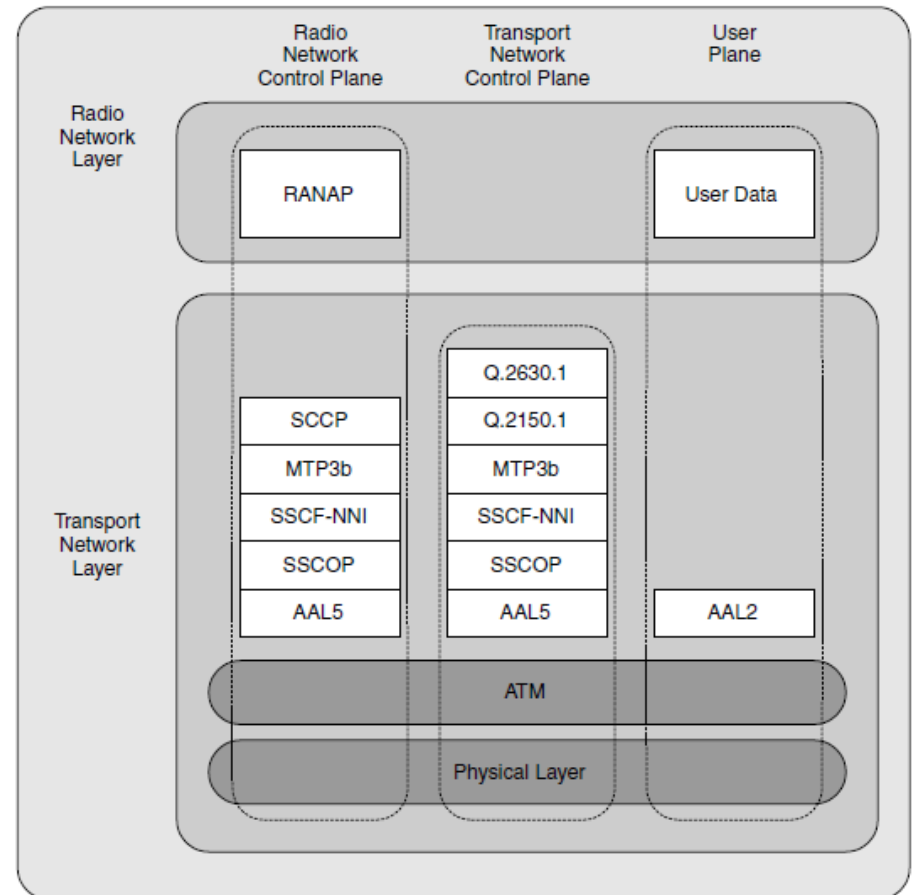 Radio
Network
Control Plane
Transport
Network
Control Plane
User
Plane
Radio
Network
Layer
RANAP
User Data
Transport
Network
Layer
SCCP
MTP3b
SSCF-NNI
SSCOP
AAL5
Q.2630.1
Q.2150.1
MTP3b
SSCF-NNI
SSCOP
AAL5
AAL2
ATM
Physical Layer